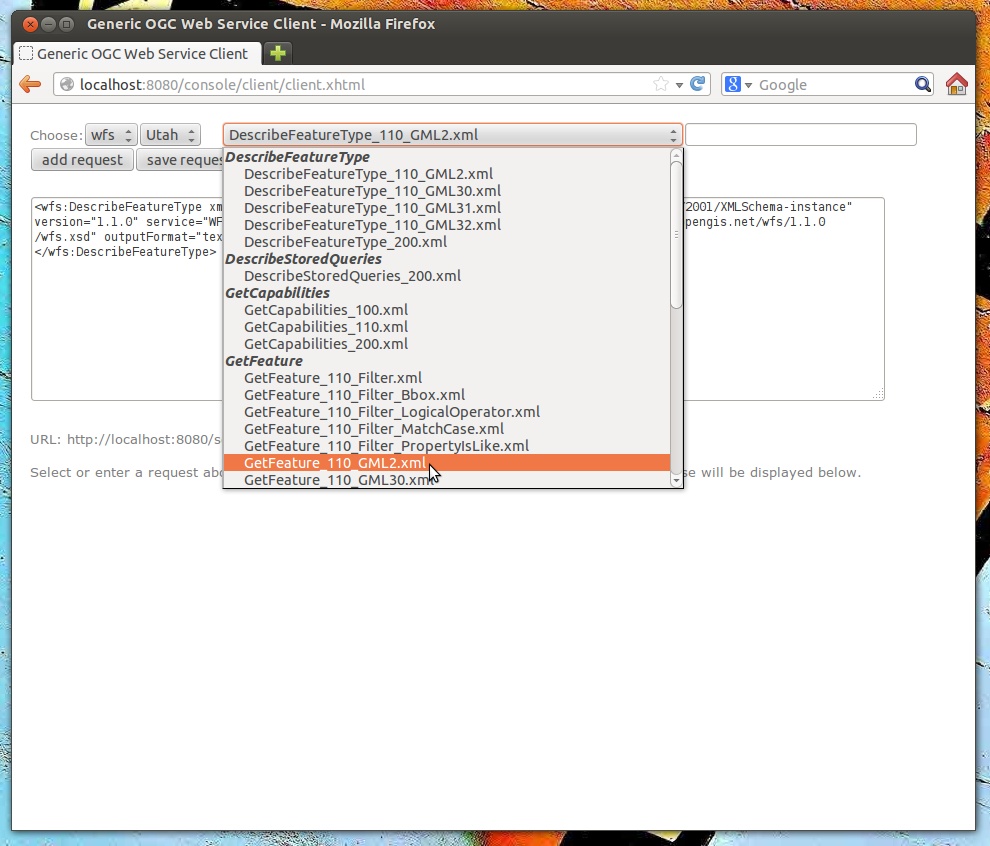 Generic OGC Web Service Client - Mozilla Firefox
Generic OGC Web Service Client
localhost:8080/console/client/client.xhtml
8 Google
Choose: wfs Utah DescribeFeatureType_110_GML2.xml
add request save reques
DescribeFeatureType
DescribeFeatureType_110_GML2.xml
DescribeFeatureType_110_GML30.xml
DescribeFeatureType_110_GML31.xml
DescribeFeatureType_110_GML32.xml
DescribeFeatureType_200.xml
DescribeStoredQueries
DescribeStoredQueries_200.xml
GetCapabilities
GetCapabilities_100.xml
GetCapabilities_110.xml
GetCapabilities_200.xml
GetFeature
GetFeature_110_Filter.xml
GetFeature_110_Filter_Bbox.xml
GetFeature_110_Filter_LogicalOperator.xml
GetFeature_110_Filter_MatchCase.xml
GetFeature_110_Filter_PropertyIsLike.xml
GetFeature_110_GML2.xml
GetFeature_110_GML30.xml
<wfs:DescribeFeatureType xm 2001/XMLSchema-instance"
version="1.1.0" service="WF pengis.net/wfs/1.1.0
/wfs.xsd" outputFormat="tex
</wfs:DescribeFeatureType>
URL: http://localhost:8080/s
Select or enter a request abo se will be displayed below.